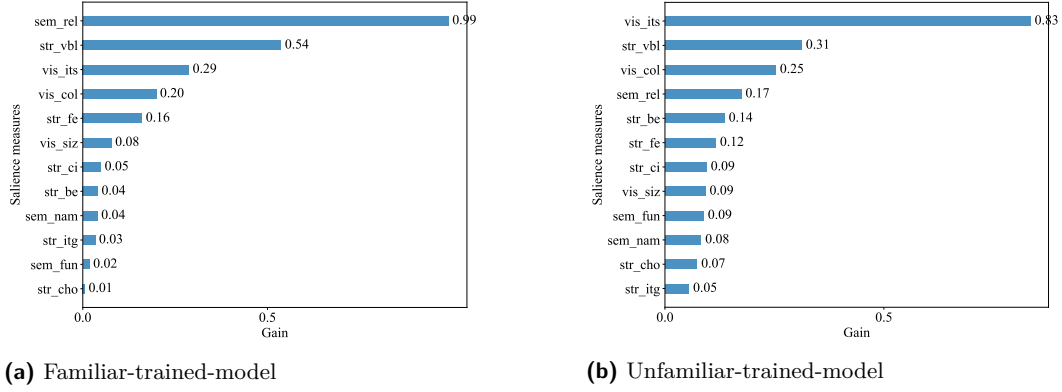 sem_rel 0.99
str_vbl 0.54
vis_its 0.29
vis_col 0.20
str_fe 0.16
vis_siz 0.08
str_ci 0.05
str_be 0.04
sem_nam 0.04
str_itg 0.03
sem_fun 0.02
str_cho 0.01
Salience measures
0.0 0.5
Gain
(a) Familiar-trained-model
vis_its 0.83
str_vbl 0.31
vis_col 0.25
sem_rel 0.17
str_be 0.14
str_fe 0.12
str_ci 0.09
vis_siz 0.09
sem_fun 0.09
sem_nam 0.08
str_cho 0.07
str_itg 0.05
Salience measures
0.0 0.5
Gain
(b) Unfamiliar-trained-model